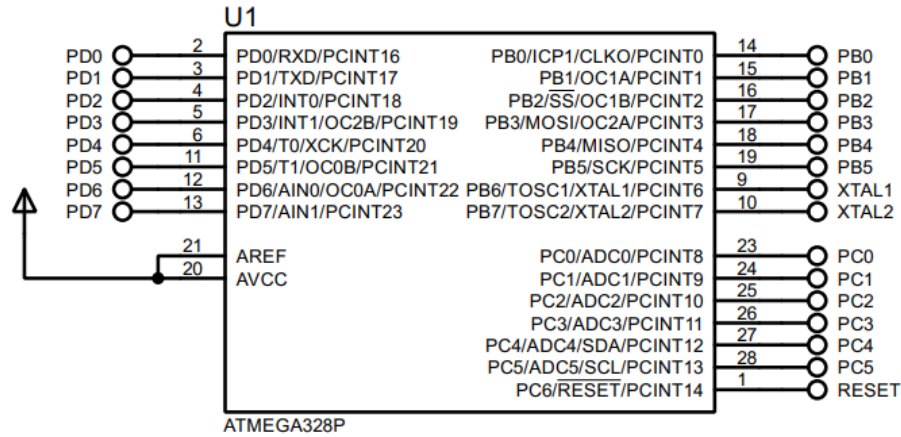 U1
PD0 2 PD0/RXD/PCINT16 PB0/ICP1/CLKO/PCINT0 14 PB0
PD1 3 PD1/TXD/PCINT17 PB1/OC1A/PCINT1 15 PB1
PD2 4 PD2/INT0/PCINT18 PB2/SS/OC1B/PCINT2 16 PB2
PD3 5 PD3/INT1/OC2B/PCINT19 PB3/MOSI/OC2A/PCINT3 17 PB3
PD4 6 PD4/T0/XCK/PCINT20 PB4/MISO/PCINT4 18 PB4
PD5 11 PD5/T1/OC0B/PCINT21 PB5/SCK/PCINT5 19 PB5
PD6 12 PD6/AIN0/OC0A/PCINT22 PB6/TOSC1/XTAL1/PCINT6 9 XTAL1
PD7 13 PD7/AIN1/PCINT23 PB7/TOSC2/XTAL2/PCINT7 10 XTAL2
21 AREF PC0/ADC0/PCINT8 23 PC0
20 AVCC PC1/ADC1/PCINT9 24 PC1
PC2/ADC2/PCINT10 25 PC2
PC3/ADC3/PCINT11 26 PC3
PC4/ADC4/SDA/PCINT12 27 PC4
PC5/ADC5/SCL/PCINT13 28 PC5
PC6/RESET/PCINT14 1 RESET
ATMEGA328P